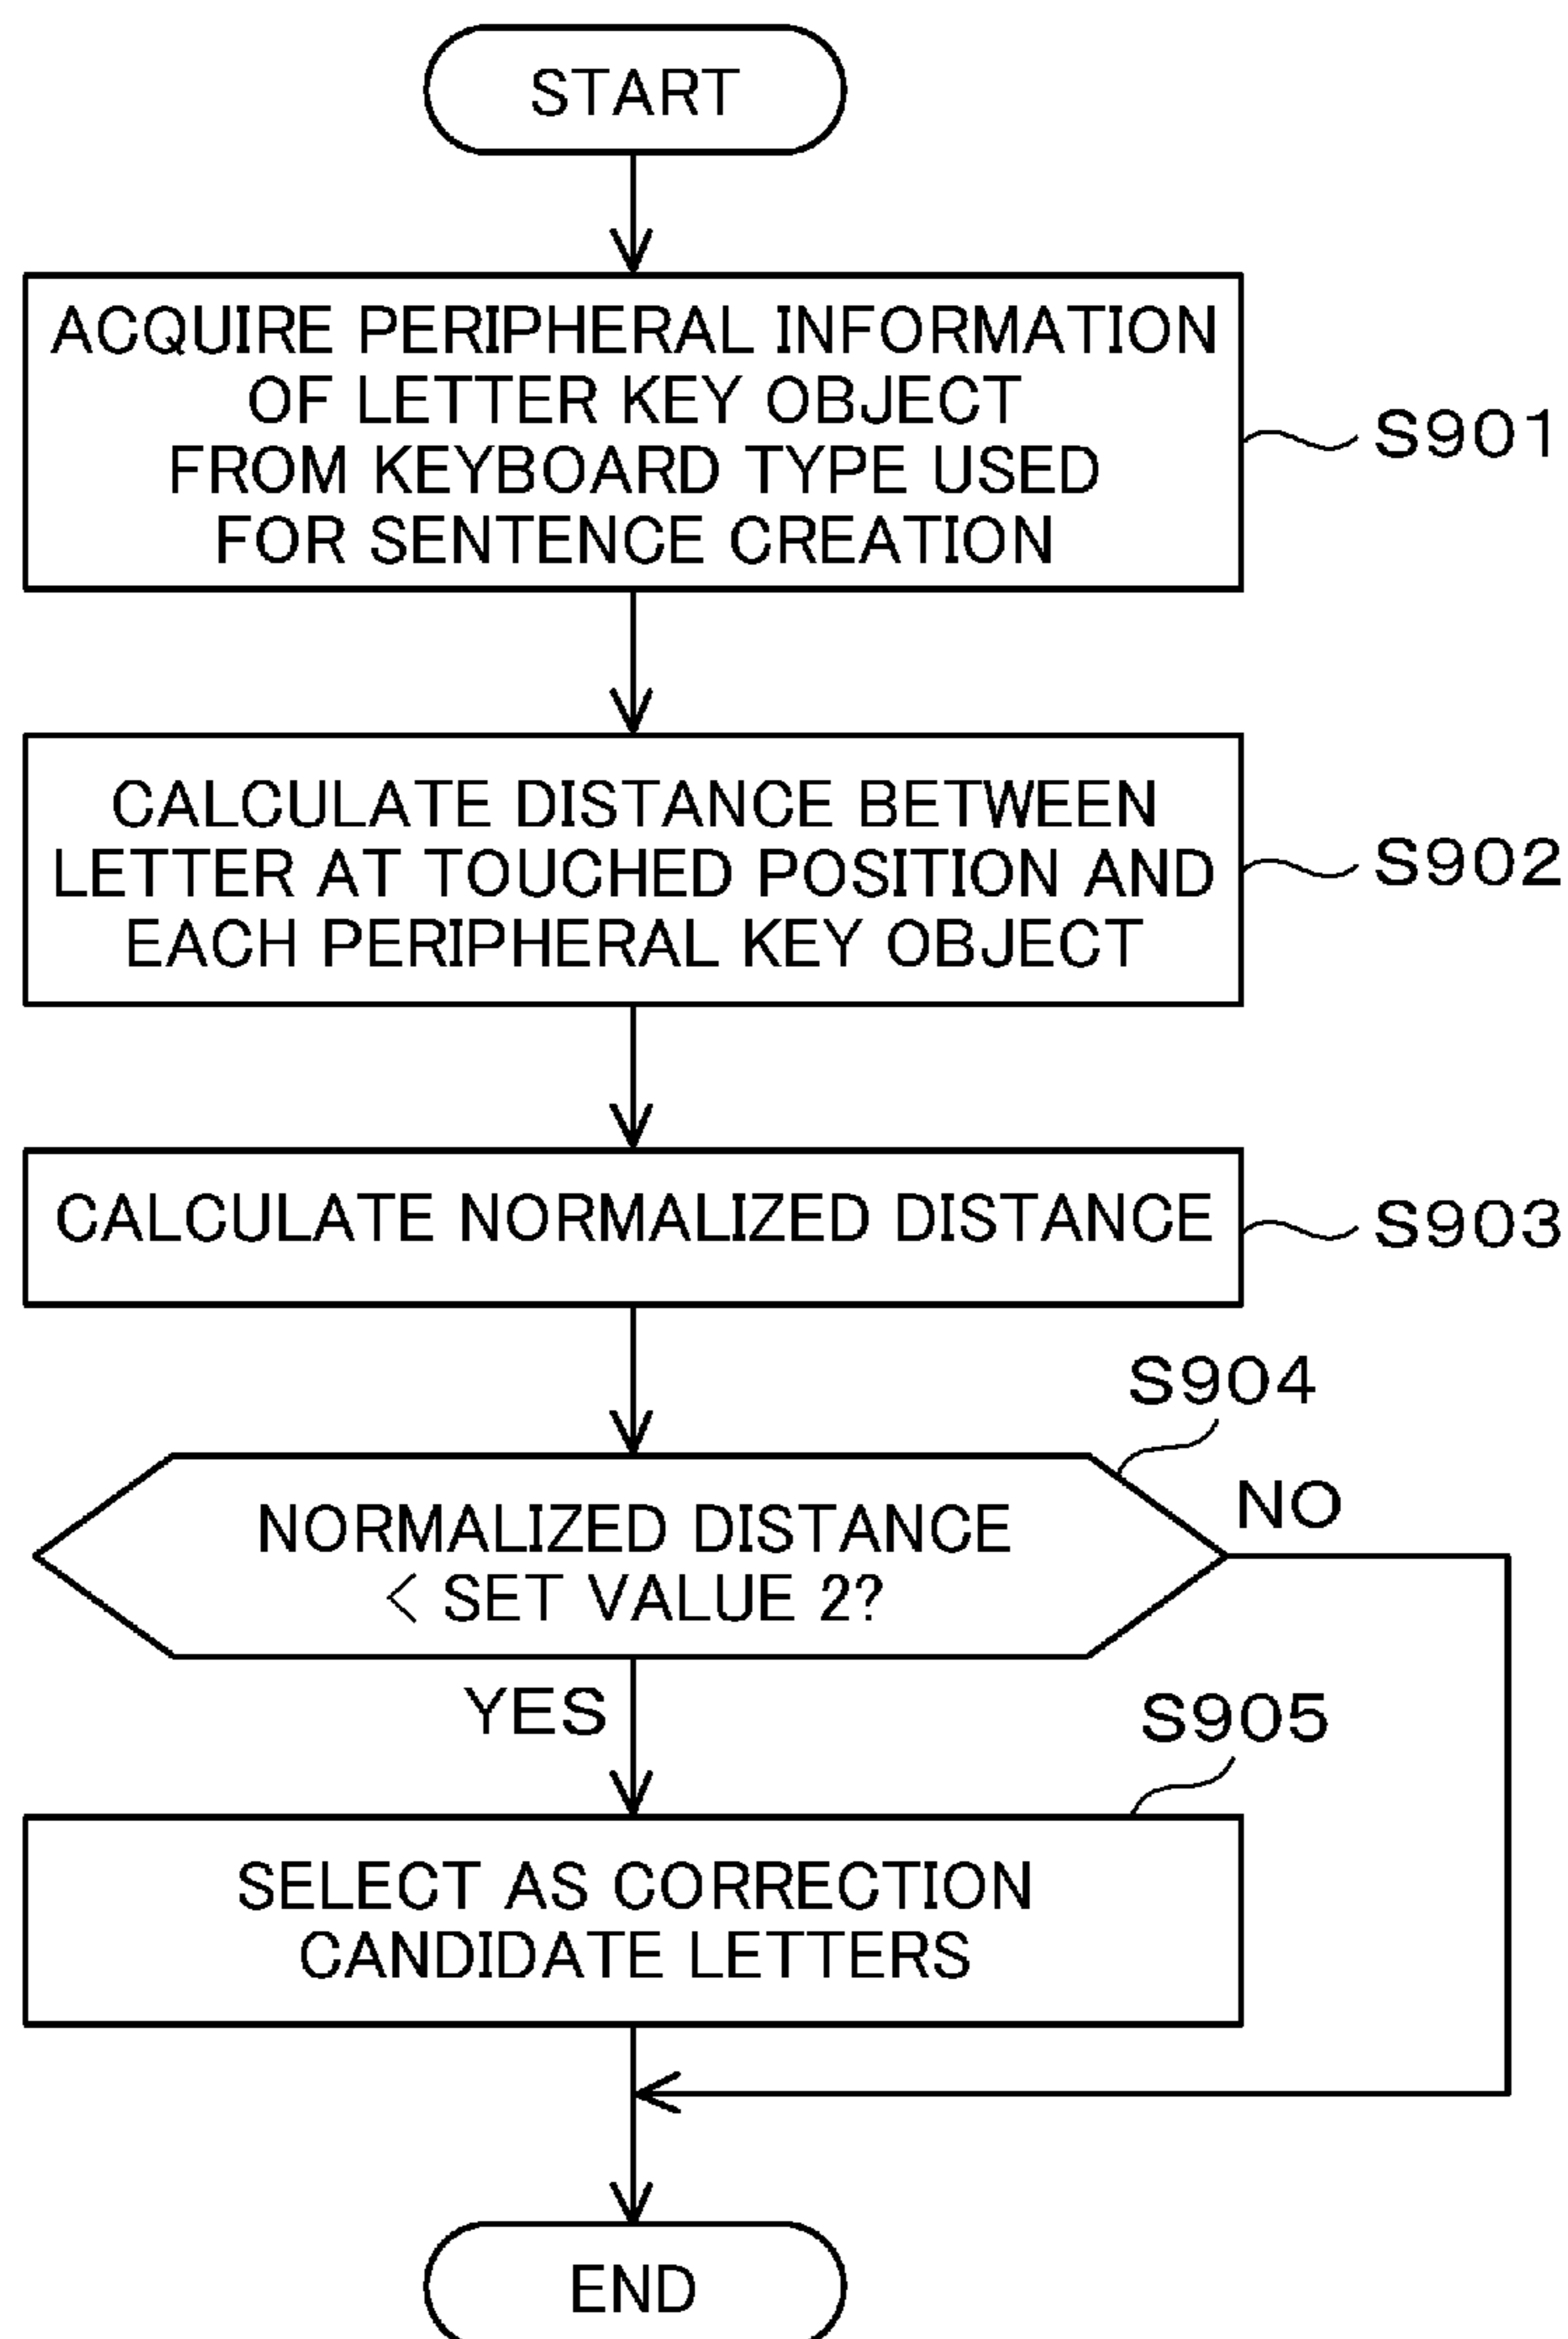 START
ACQUIRE PERIPHERAL INFORMATION
OF LETTER KEY OBJECT
FROM KEYBOARD TYPE USED
FOR SENTENCE CREATION
S901
CALCULATE DISTANCE BETWEEN
LETTER AT TOUCHED POSITION AND
EACH PERIPHERAL KEY OBJECT
S902
CALCULATE NORMALIZED DISTANCE
S903
S904
NORMALIZED DISTANCE
< SET VALUE 2?
NO
YES
S905
SELECT AS CORRECTION
CANDIDATE LETTERS
END